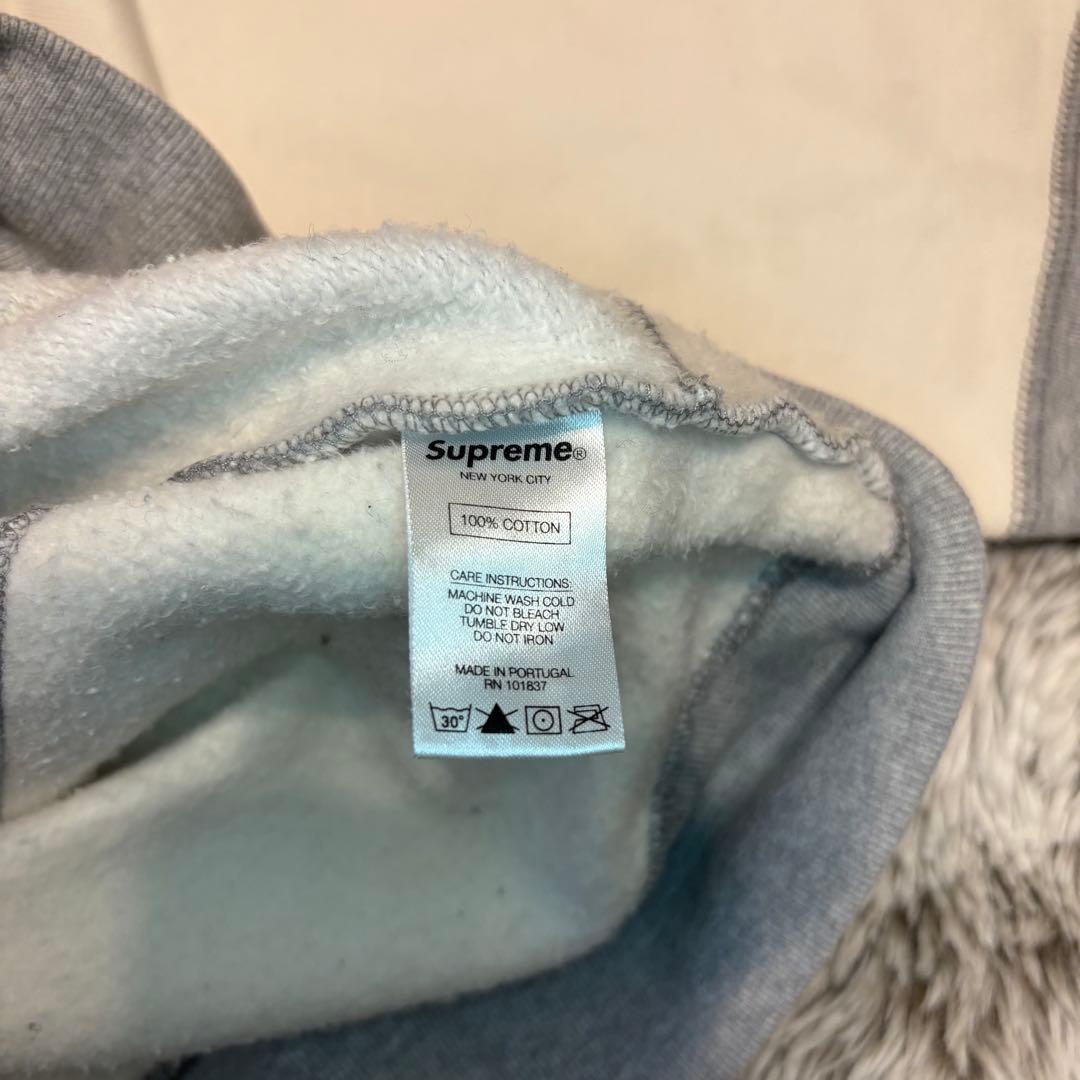 Supreme®
NEW YORK CITY
100% COTTON
CARE INSTRUCTIONS:
MACHINE WASH COLD
DO NOT BLEACH
TUMBLE DRY LOW
DO NOT IRON
MADE IN PORTUGAL
RN 101837
30°